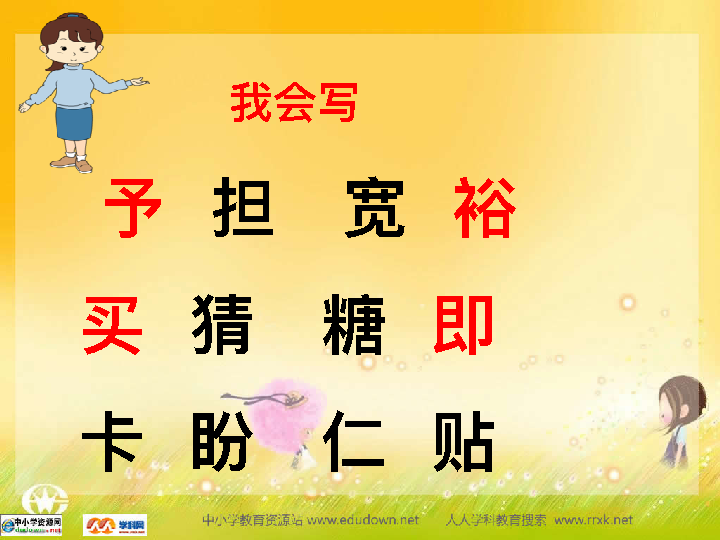 我会写
予 担 宽 裕
买 猜 糖 即
卡 盼 仁 贴
中小学资源网
学科网
中小学教育资源站 www.edudown.net 人人学科教育搜索 www.rrxk.net